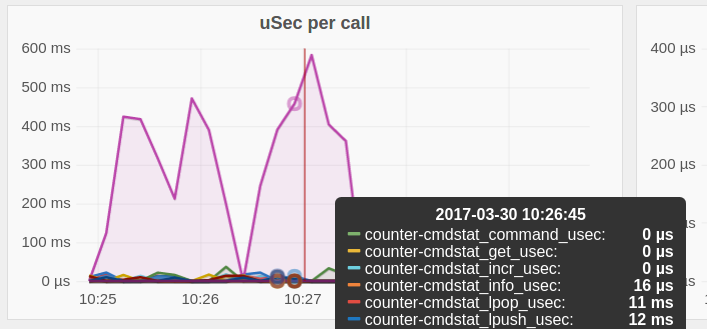 uSec per call
600 ms
500 ms
400 ms
300 ms
200 ms
100 ms
0 µs
10:25
10:26
10:27
400 µs
300 µs
200 µs
2017-03-30 10:26:45
counter-cmdstat_command_usec: 0 µs
counter-cmdstat_get_usec: 0 µs
counter-cmdstat_incr_usec: 0 µs
counter-cmdstat_info_usec: 16 µs
counter-cmdstat_lpop_usec: 11 ms
counter-cmdstat_lpush_usec: 12 ms